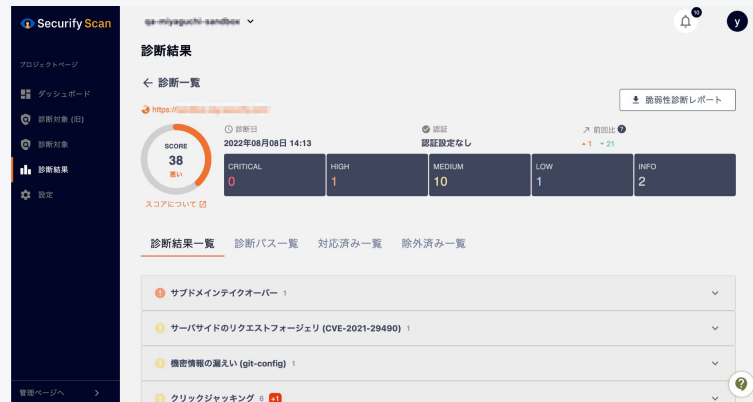 Securify Scan
qa-miyaguchi-sandbox
10
y
プロジェクトページ
ダッシュボード
診断対象 (旧)
診断対象
診断結果
設定
管理ページへ
診断結果
← 診断一覧
https://
脆弱性診断レポート
SCORE
38
悪い
スコアについて
診断日
2022年08月08日 14:13
認証
認証設定なし
前回比
1 21
CRITICAL
0
HIGH
1
MEDIUM
10
LOW
1
INFO
2
診断結果一覧 診断パス一覧 対応済み一覧 除外済み一覧
サブドメインテイクオーバー 1
サーバサイドのリクエストフォージェリ (CVE-2021-29490) 1
機密情報の漏えい (git-config) 1
クリックジャッキング 6 +1